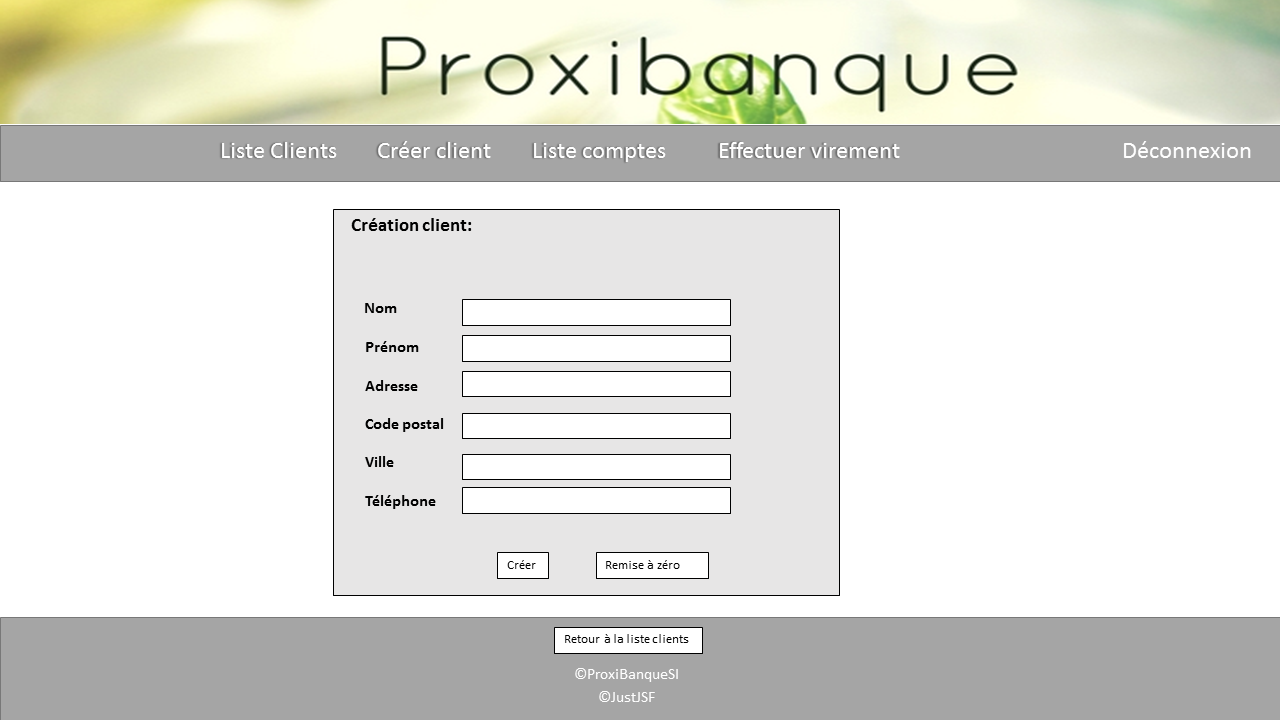 Proxibanque
Liste Clients Créer client Liste comptes Effectuer virement Déconnexion
Création client:
Nom
Prénom
Adresse
Code postal
Ville
Téléphone
Créer Remise à zéro
Retour à la liste clients
©ProxiBanqueSI
©JustJSF